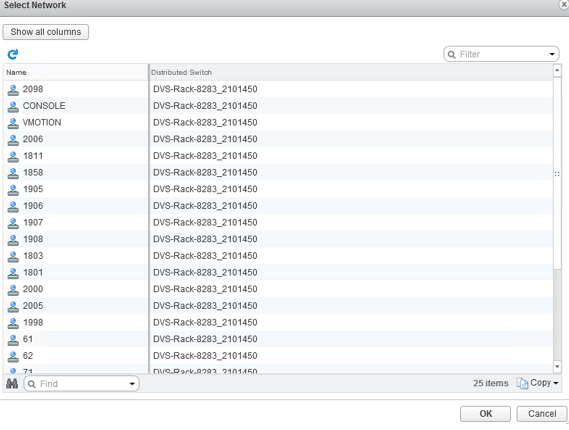 Select Network
Show all columns
Filter
Name Distributed Switch
2098 DVS-Rack-8283_2101450
CONSOLE DVS-Rack-8283_2101450
VMOTION DVS-Rack-8283_2101450
2006 DVS-Rack-8283_2101450
1811 DVS-Rack-8283_2101450
1858 DVS-Rack-8283_2101450
1905 DVS-Rack-8283_2101450
1906 DVS-Rack-8283_2101450
1907 DVS-Rack-8283_2101450
1908 DVS-Rack-8283_2101450
1803 DVS-Rack-8283_2101450
1801 DVS-Rack-8283_2101450
2000 DVS-Rack-8283_2101450
2005 DVS-Rack-8283_2101450
1998 DVS-Rack-8283_2101450
61 DVS-Rack-8283_2101450
62 DVS-Rack-8283_2101450
71 DVS-Rack-8283_2101450
Find 25 items Copy
OK Cancel